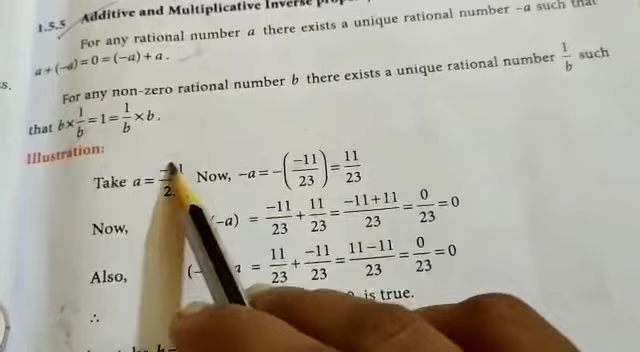 s.
1.5.5 Additive and Multiplicative Inverse
For any rational number a there exists a unique rational number −a such that
a+(−a)=0=(−a)+a.
For any non-zero rational number b there exists a unique rational number 1/b such
that b×1/b=1=1/b×b.
Illustration:
Take a= Now, −a=−(−11/23)=11/23
Now, −a) = −11/23 + 11/23 = −11+11/23 = 0/23 = 0
Also, (− = 11/23 + −11/23 = 11−11/23 = 0/23 = 0
∴ is true.